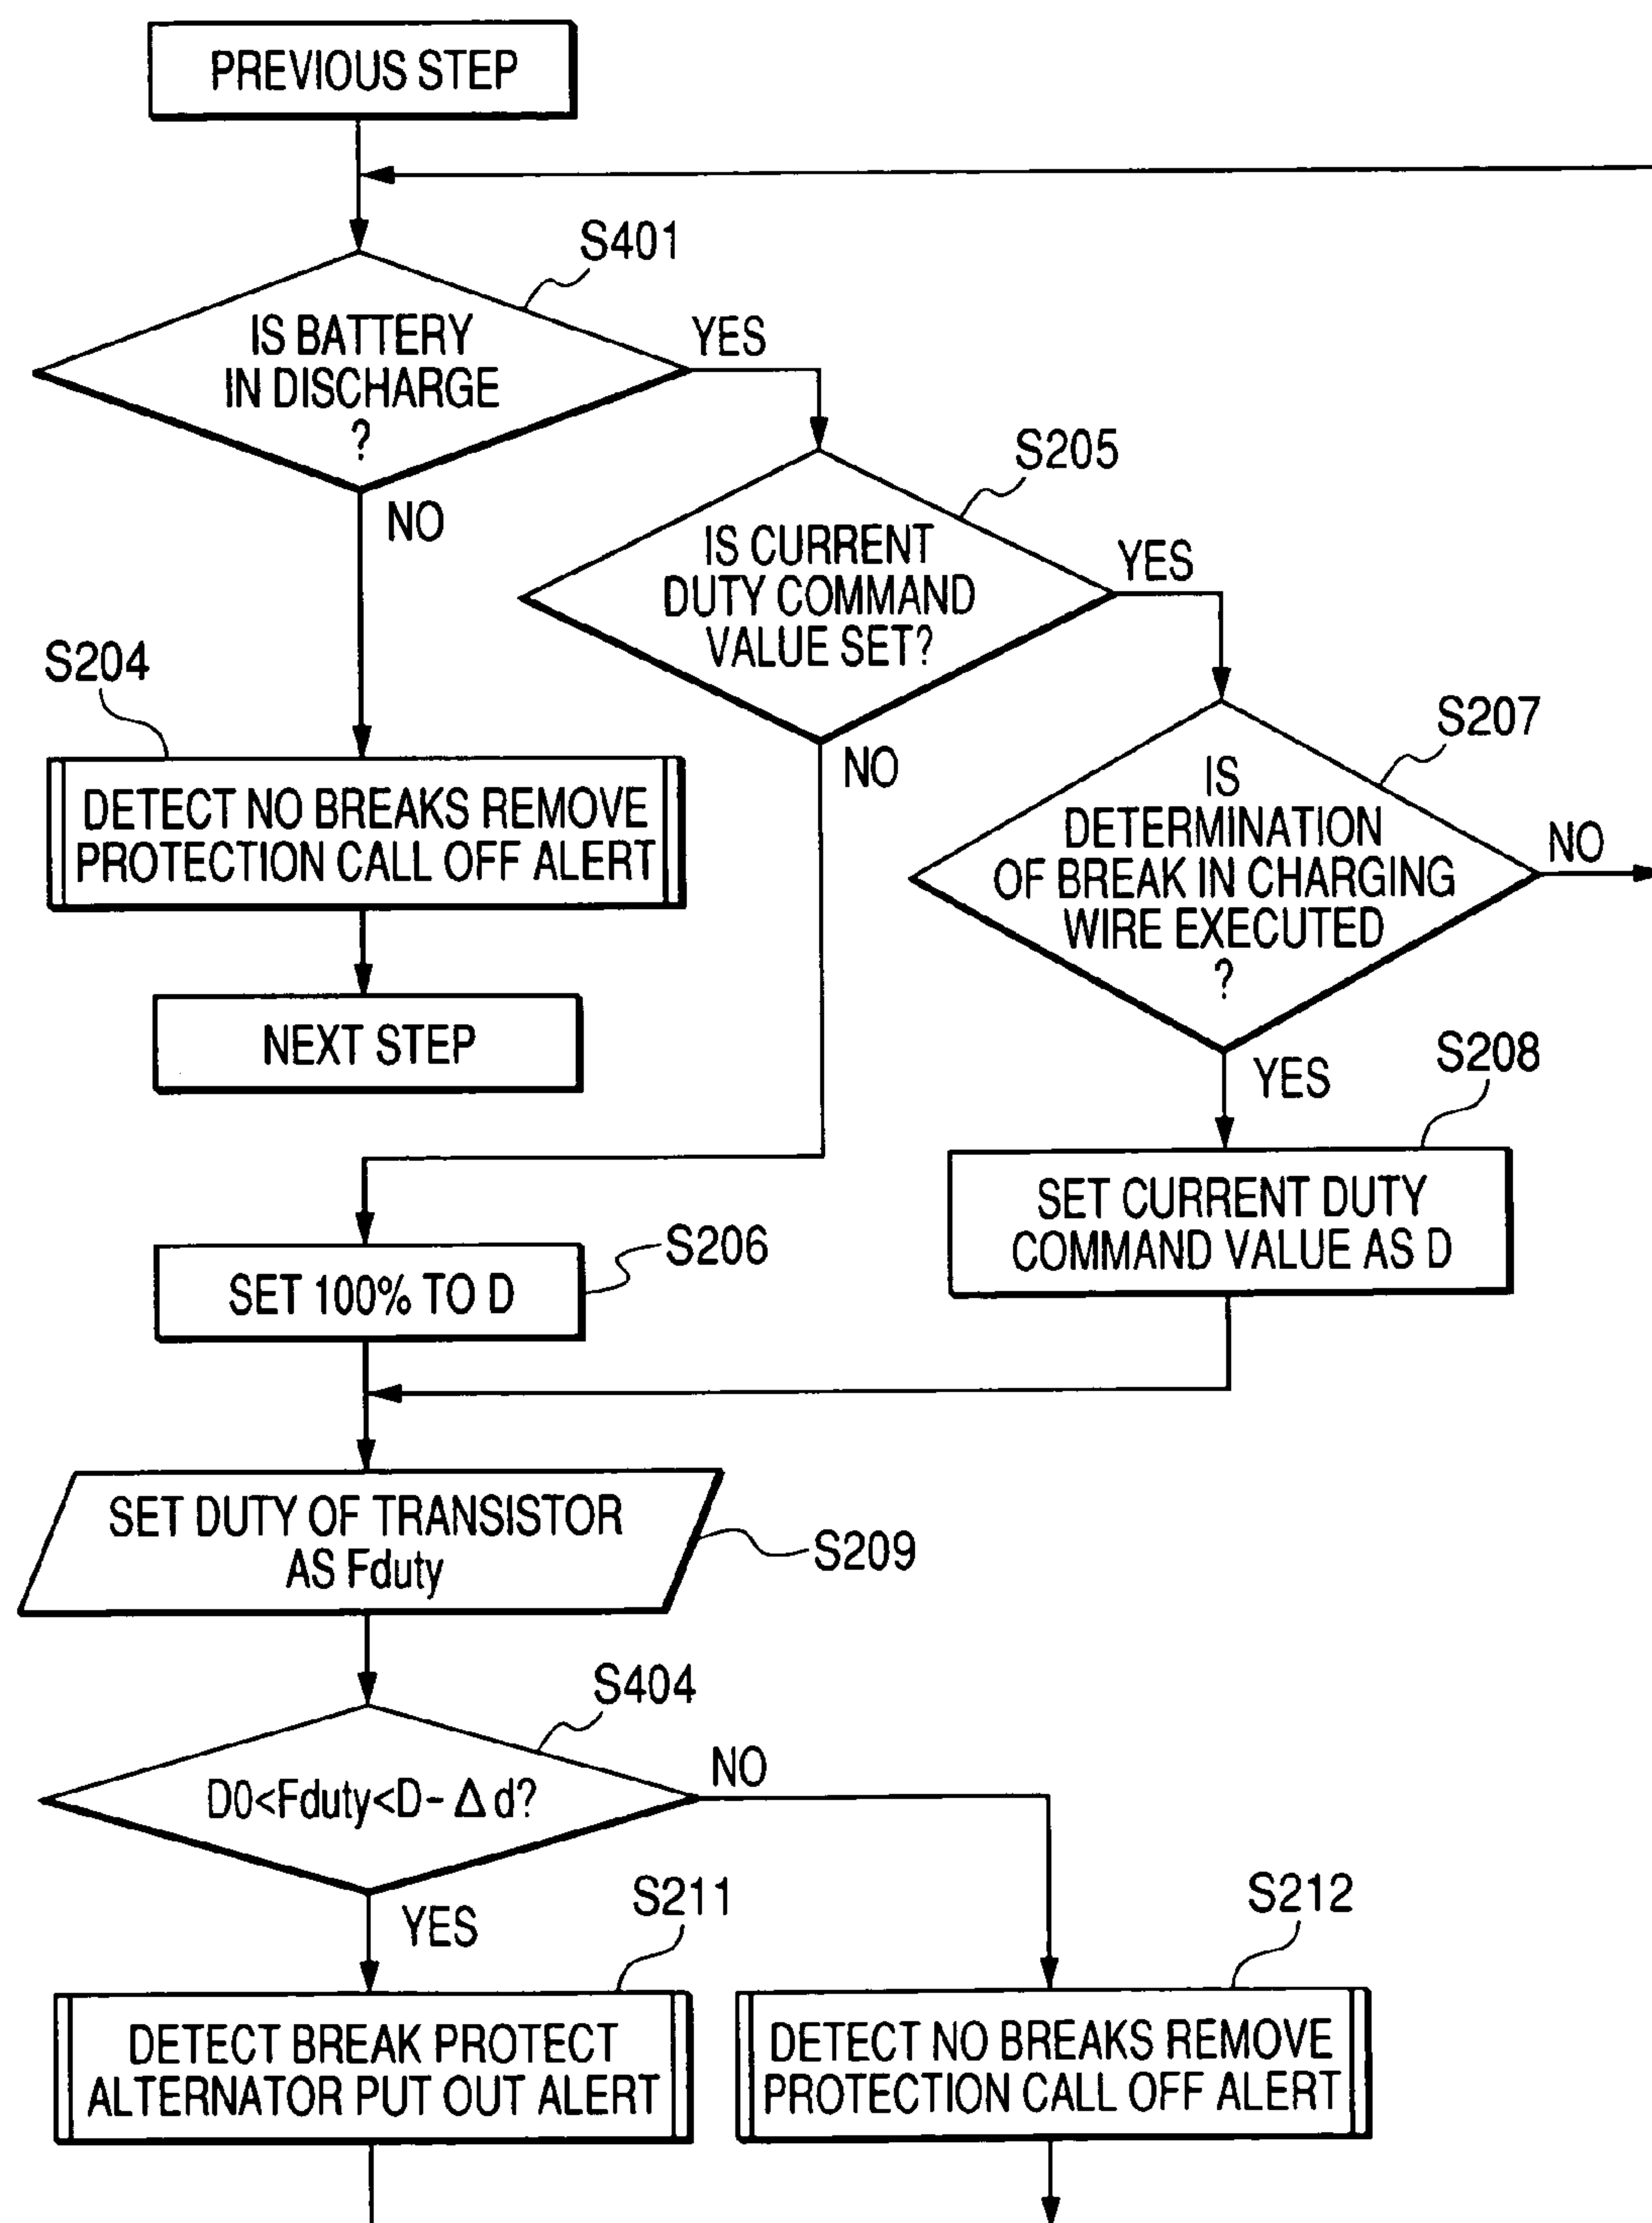 PREVIOUS STEP
S401
IS BATTERY
IN DISCHARGE
?
YES
NO
S205
IS CURRENT
DUTY COMMAND
VALUE SET?
YES
NO
S204
DETECT NO BREAKS REMOVE
PROTECTION CALL OFF ALERT
S207
IS
DETERMINATION
OF BREAK IN CHARGING
WIRE EXECUTED
?
NO
YES
NEXT STEP
S208
SET CURRENT DUTY
COMMAND VALUE AS D
S206
SET 100% TO D
SET DUTY OF TRANSISTOR
AS Fduty
S209
S404
D0<Fduty<D- Δ d?
NO
YES
S211
DETECT BREAK PROTECT
ALTERNATOR PUT OUT ALERT
S212
DETECT NO BREAKS REMOVE
PROTECTION CALL OFF ALERT